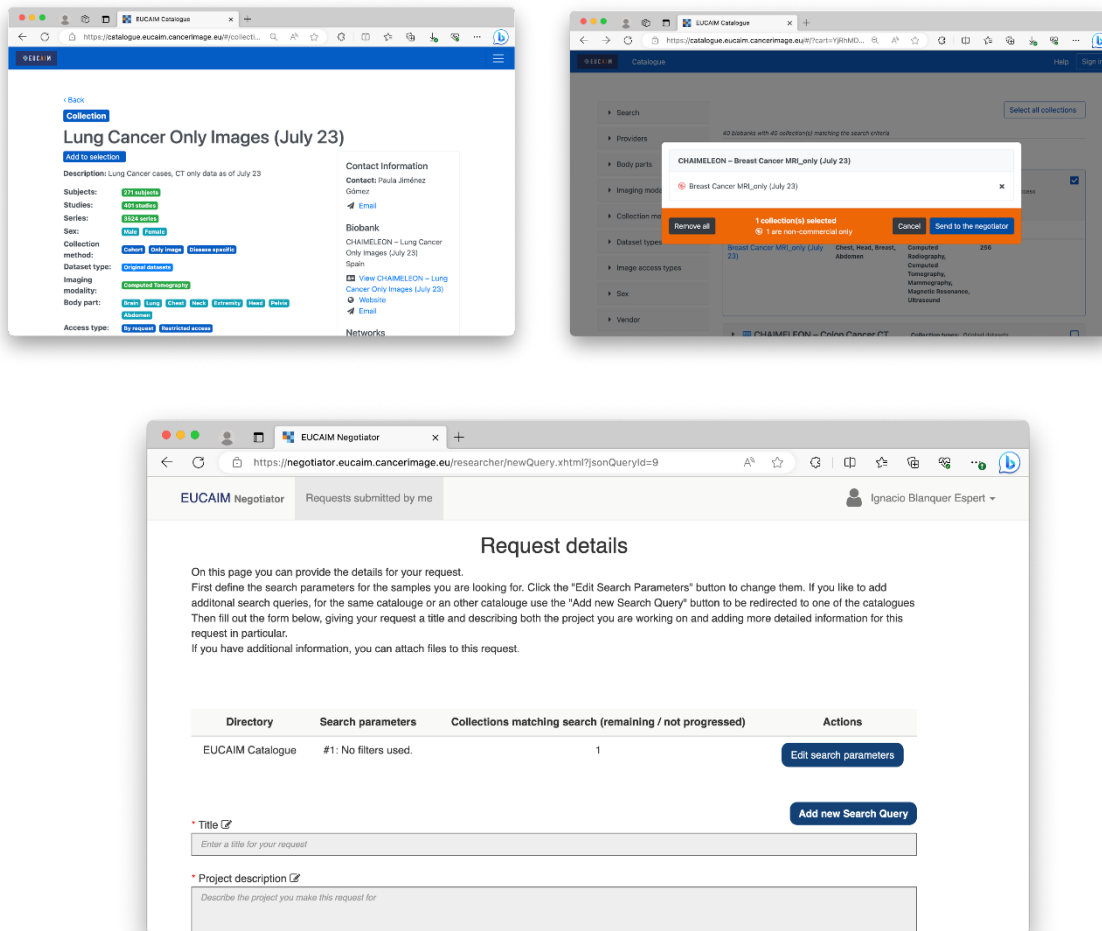 EUCAIM Catalogue
https://catalogue.eucaim.cancerimage.eu/#/collecti...
EUCAIM
‹Back
Collection
Lung Cancer Only Images (July 23)
Add to selection
Description: Lung Cancer cases, CT only data as of July 23
Subjects: 271 subjects
Studies: 401 studies
Series: 3524 series
Sex: Male Female
Collection method: Cohort Only image Disease specific
Dataset type: Original datasets
Imaging modality: Computed Tomography
Body part: Brain Lung Chest Neck Extremity Head Pelvis
Abdomen
Access type: By request Restricted access
Contact Information
Contact: Paula Jiménez
Gómez
Email
Biobank
CHAIMELEON – Lung Cancer
Only Images (July 23)
Spain
View CHAIMELEON – Lung
Cancer Only Images (July 23)
Website
Email
Networks
EUCAIM Catalogue
https://catalogue.eucaim.cancerimage.eu/#/?cart=YjRhMD...
EUCAIM Catalogue Help Sign in
Search
Providers
Body parts
Imaging moda
Collection me
Dataset types
Image access types
Sex
Vendor
Select all collections
40 biobanks with 40 collection(s) matching the search criteria
CHAIMELEON – Breast Cancer MRI_only (July 23)
Breast Cancer MRI_only (July 23)
Remove all
1 collection(s) selected
1 are non-commercial only
Cancel Send to the negotiator
Breast Cancer MRI_only (July
23)
Chest, Head, Breast,
Abdomen
Computed
Radiography,
Computed
Tomography,
Mammography,
Magnetic Resonance,
Ultrasound
256
CHAIMELEON – Colon Cancer CT Collection types: Original datasets
EUCAIM Negotiator
https://negotiator.eucaim.cancerimage.eu/researcher/newQuery.xhtml?jsonQueryId=9
EUCAIM Negotiator Requests submitted by me Ignacio Blanquer Espert
Request details
On this page you can provide the details for your request.
First define the search parameters for the samples you are looking for. Click the "Edit Search Parameters" button to change them. If you like to add
additonal search queries, for the same catalouge or an other catalouge use the "Add new Search Query" button to be redirected to one of the catalogues
Then fill out the form below, giving your request a title and describing both the project you are working on and adding more detailed information for this
request in particular.
If you have additional information, you can attach files to this request.
Directory Search parameters Collections matching search (remaining / not progressed) Actions
EUCAIM Catalogue #1: No filters used. 1 Edit search parameters
Add new Search Query
* Title
Enter a title for your request
* Project description
Describe the project you make this request for